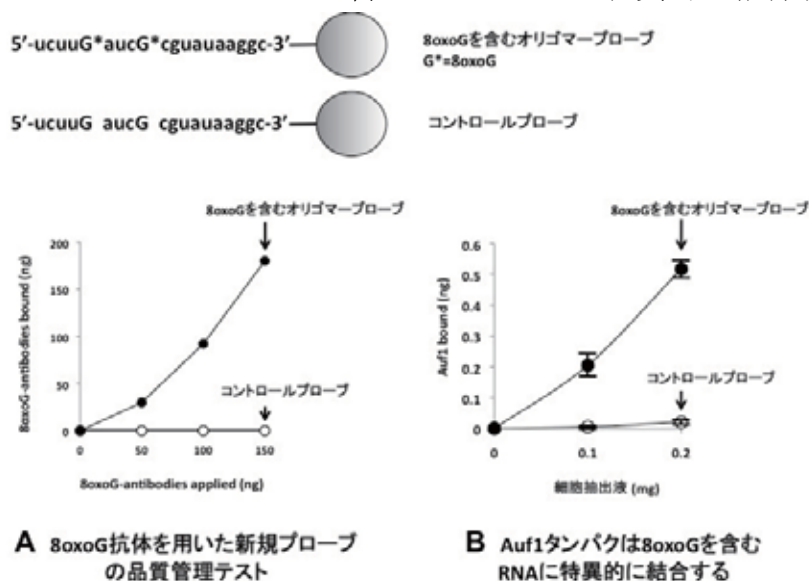 5′-ucuuG*aucG*cguauaaggc-3′
8oxoGを含むオリゴマープローブ
G*=8oxoG
5′-ucuuG aucG cguauaaggc-3′
コントロールプローブ
8oxoGを含むオリゴマープローブ
200
150
100
50
0
8oxoG-antibodies bound (ng)
コントロールプローブ
0 50 100 150
8oxoG-antibodies applied (ng)
A 8oxoG抗体を用いた新規プローブ
の品質管理テスト
8oxoGを含むオリゴマープローブ
0.6
0.5
0.4
0.3
0.2
0.1
0
Auf1 bound (ng)
コントロールプローブ
0 0.1 0.2
細胞抽出液 (mg)
B Auf1タンパクは8oxoGを含む
RNAに特異的に結合する